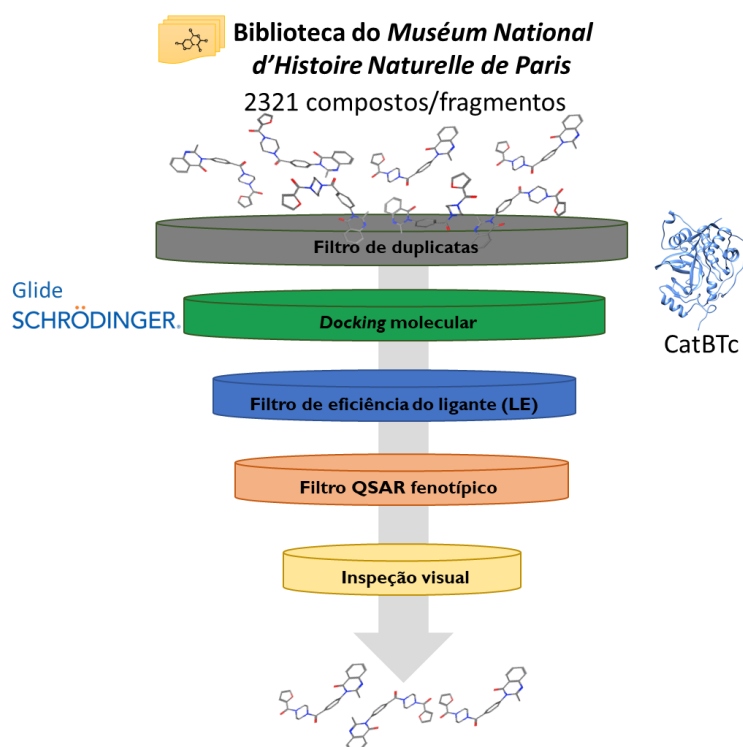 Biblioteca do Muséum National
d'Histoire Naturelle de Paris
2321 compostos/fragmentos
Filtro de duplicatas
Glide
SCHRÖDINGER.
Docking molecular
CatBTc
Filtro de eficiência do ligante (LE)
Filtro QSAR fenotípico
Inspeção visual